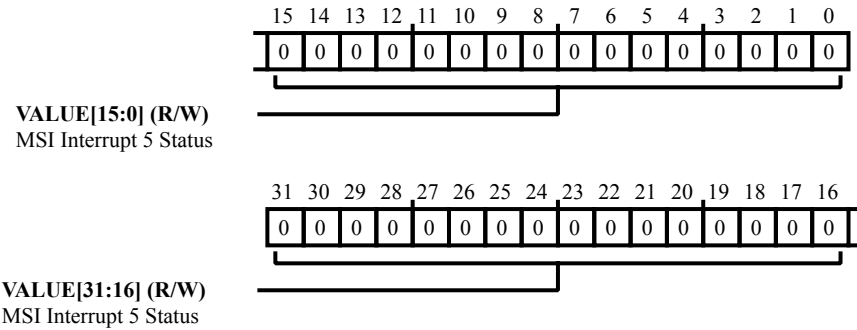 15 14 13 12 11 10 9 8 7 6 5 4 3 2 1 0
0 0 0 0 0 0 0 0 0 0 0 0 0 0 0 0
VALUE[15:0] (R/W)
MSI Interrupt 5 Status
31 30 29 28 27 26 25 24 23 22 21 20 19 18 17 16
0 0 0 0 0 0 0 0 0 0 0 0 0 0 0 0
VALUE[31:16] (R/W)
MSI Interrupt 5 Status